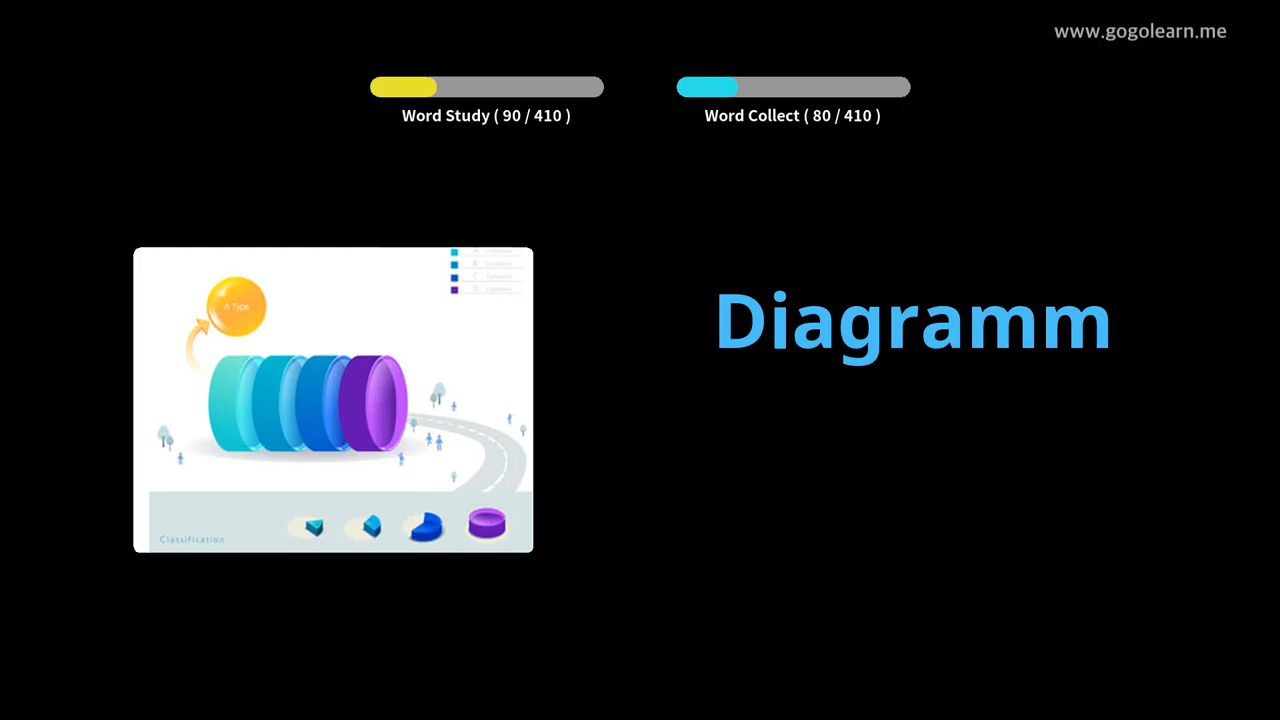 www.gogolearn.me
Word Study ( 90 / 410 )
Word Collect ( 80 / 410 )
A Type
Diagramm
B
C
D
Classification